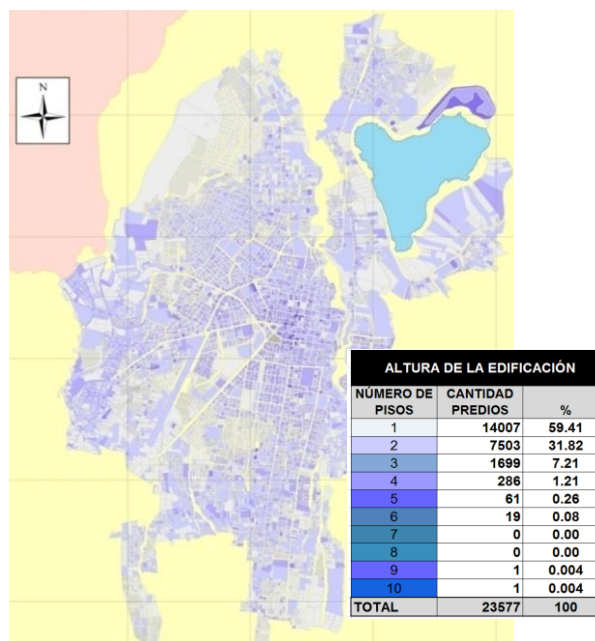 N
ALTURA DE LA EDIFICACIÓN
NÚMERO DE PISOS CANTIDAD PREDIOS %
1 14007 59.41
2 7503 31.82
3 1699 7.21
4 286 1.21
5 61 0.26
6 19 0.08
7 0 0.00
8 0 0.00
9 1 0.004
10 1 0.004
TOTAL 23577 100